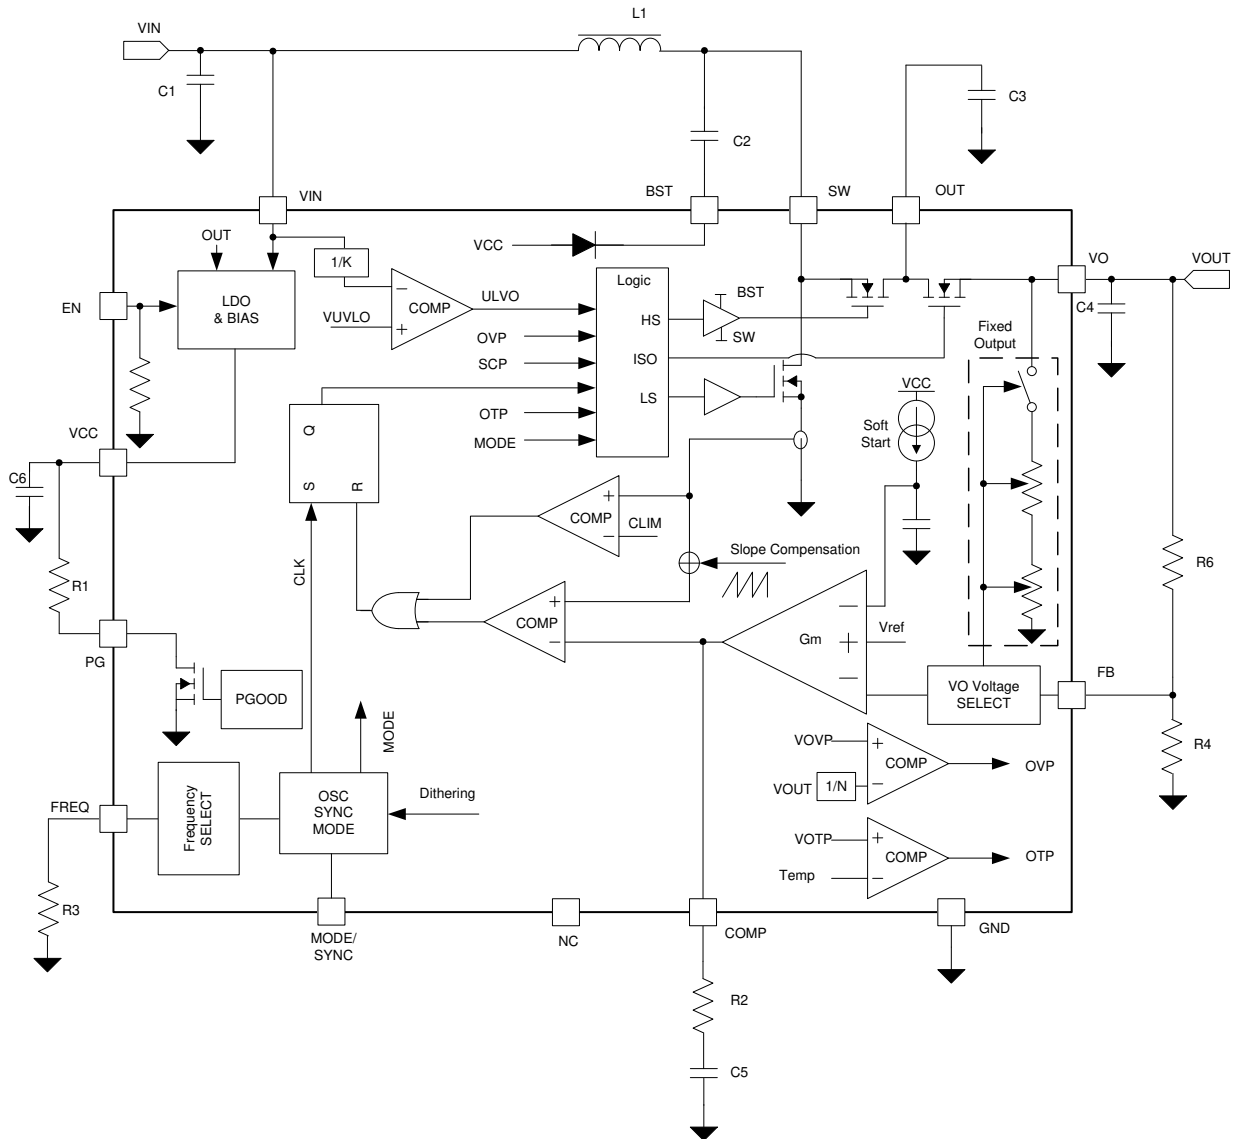 L1
VIN
C1
C3
C2
VIN
BST
SW
OUT
OUT
VCC
1/K
Logic
VO
VOUT
LDO
& BIAS
EN
COMP
ULVO
BST
HS
VUVLO
SW
C4
Fixed
Output
OVP
ISO
SCP
VCC
LS
OTP
Soft
Start
Q
MODE
VCC
C6
S
R
COMP
CLIM
Slope Compensation
CLK
R1
R6
COMP
Gm
Vref
PG
FB
VO Voltage
SELECT
PGOOD
MODE
VOVP
R4
COMP
OVP
VOUT
1/N
FREQ
Frequency
SELECT
OSC
SYNC
MODE
Dithering
VOTP
COMP
OTP
Temp
R3
MODE/
SYNC
NC
COMP
GND
R2
C5